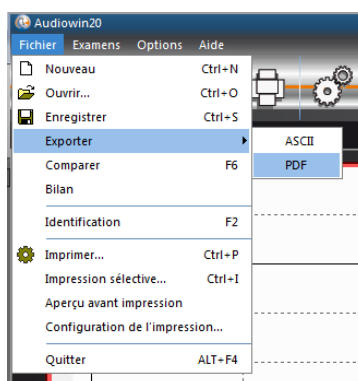 Audiowin20
Fichier Examens Options Aide
Nouveau Ctrl+N
Ouvrir... Ctrl+O
Enregistrer Ctrl+S
Exporter
ASCII
Comparer F6
PDF
Bilan
Identification F2
Imprimer... Ctrl+P
Impression sélective... Ctrl+I
Aperçu avant impression
Configuration de l'impression...
Quitter ALT+F4